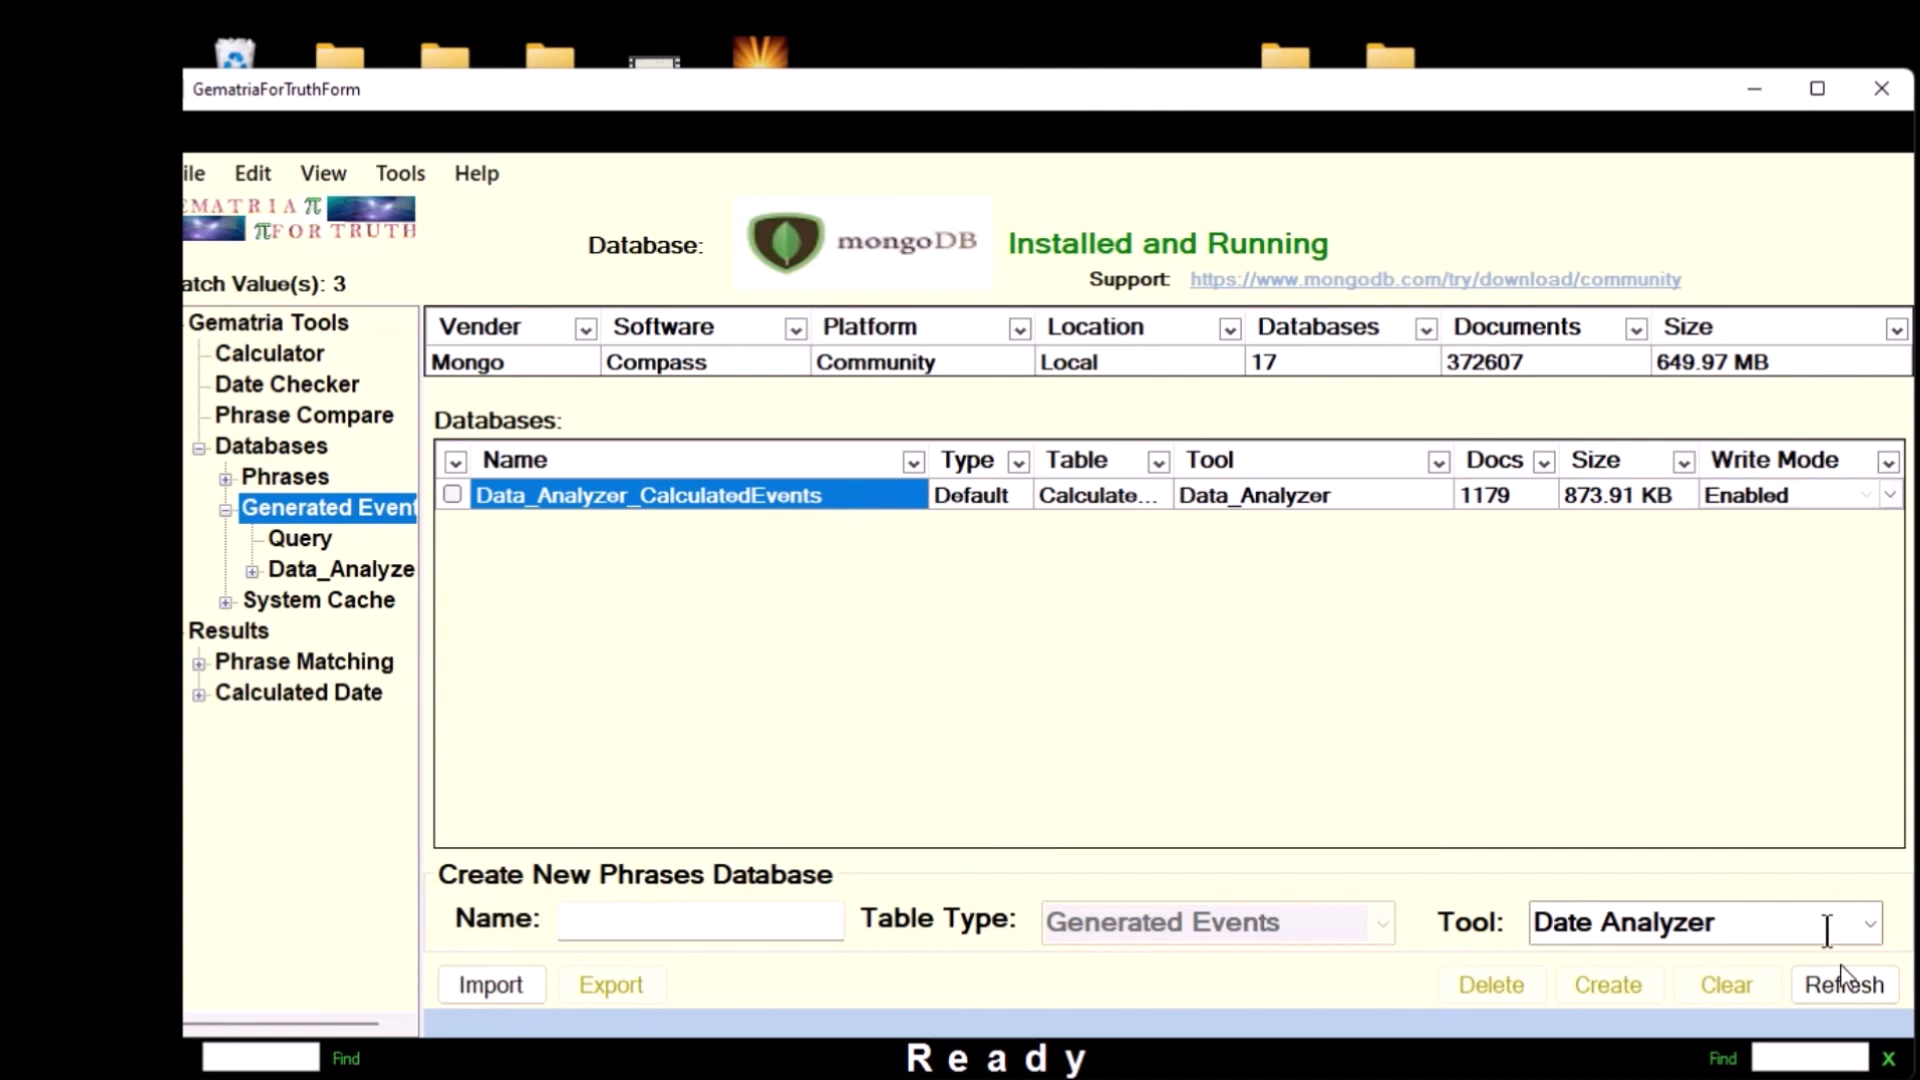 GematriaForTruthForm
ile Edit View Tools Help
EMATRIA π
πFOR TRUTH
Database: mongoDB Installed and Running
Support: https://www.mongodb.com/try/download/community
atch Value(s): 3
Gematria Tools
Calculator
Date Checker
Phrase Compare
Databases
Phrases
Generated Event
Query
Data_Analyze
System Cache
Results
Phrase Matching
Calculated Date
Vender Software Platform Location Databases Documents Size
Mongo Compass Community Local 17 372607 649.97 MB
Databases:
Name Type Table Tool Docs Size Write Mode
Data_Analyzer_CalculatedEvents Default Calculate... Data_Analyzer 1179 873.91 KB Enabled
Create New Phrases Database
Name: Table Type: Generated Events Tool: Date Analyzer
Import Export Delete Create Clear Refresh
Find Ready Find X